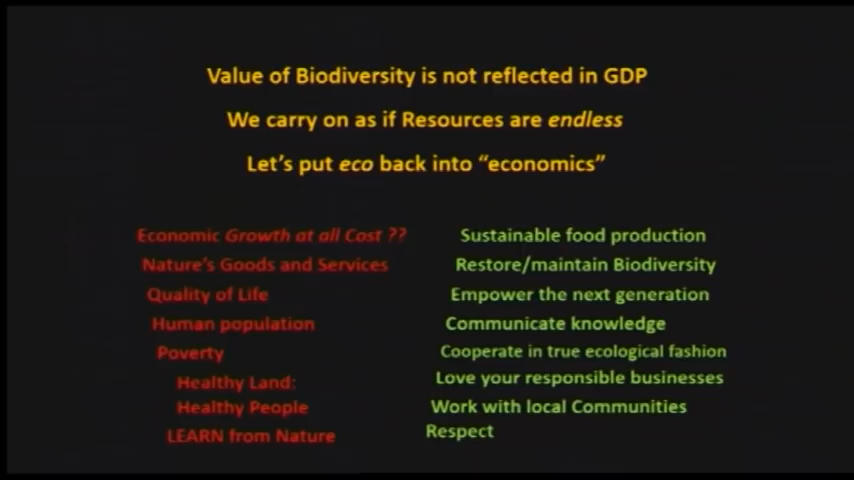 Value of Biodiversity is not reflected in GDP
We carry on as if Resources are endless
Let's put eco back into "economics"
Economic Growth at all Cost ??
Nature's Goods and Services
Quality of Life
Human population
Poverty
Healthy Land:
Healthy People
LEARN from Nature
Sustainable food production
Restore/maintain Biodiversity
Empower the next generation
Communicate knowledge
Cooperate in true ecological fashion
Love your responsible businesses
Work with local Communities
Respect